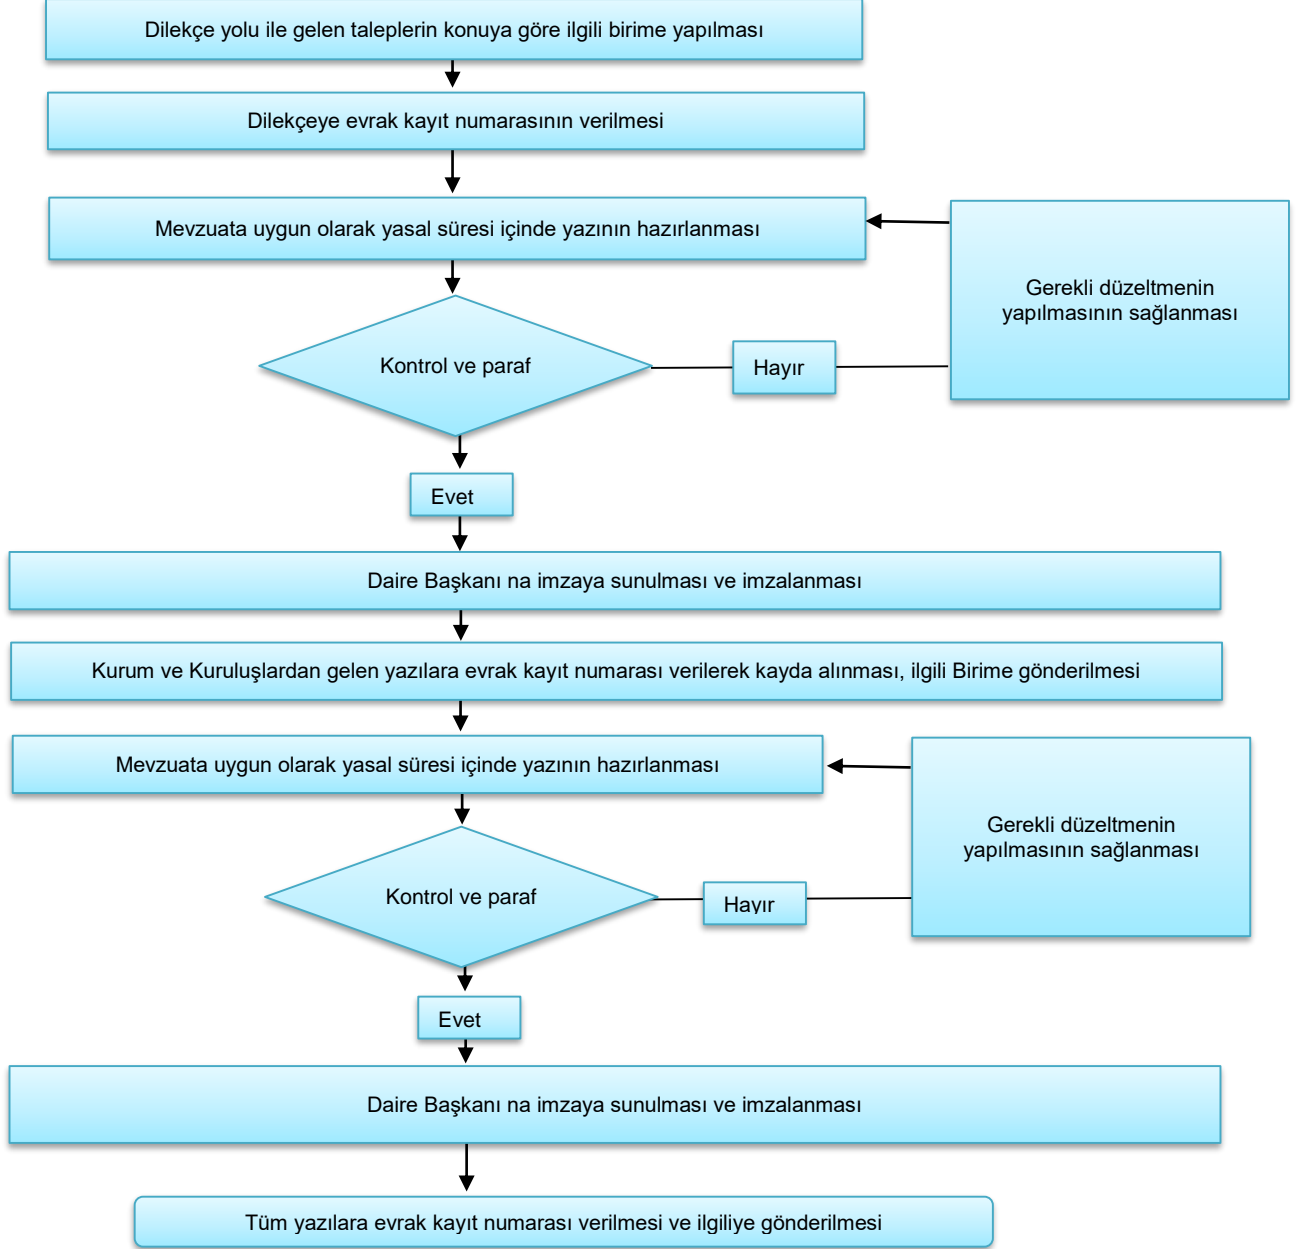 Dilekçe yolu ile gelen taleplerin konuya göre ilgili birime yapılması
Dilekçeye evrak kayıt numarasının verilmesi
Mevzuata uygun olarak yasal süresi içinde yazının hazırlanması
Gerekli düzeltmenin
yapılmasının sağlanması
Kontrol ve paraf
Hayır
Evet
Daire Başkanı na imzaya sunulması ve imzalanması
Kurum ve Kuruluşlardan gelen yazılara evrak kayıt numarası verilerek kayda alınması, ilgili Birime gönderilmesi
Mevzuata uygun olarak yasal süresi içinde yazının hazırlanması
Gerekli düzeltmenin
yapılmasının sağlanması
Kontrol ve paraf
Hayır
Evet
Daire Başkanı na imzaya sunulması ve imzalanması
Tüm yazılara evrak kayıt numarası verilmesi ve ilgiliye gönderilmesi